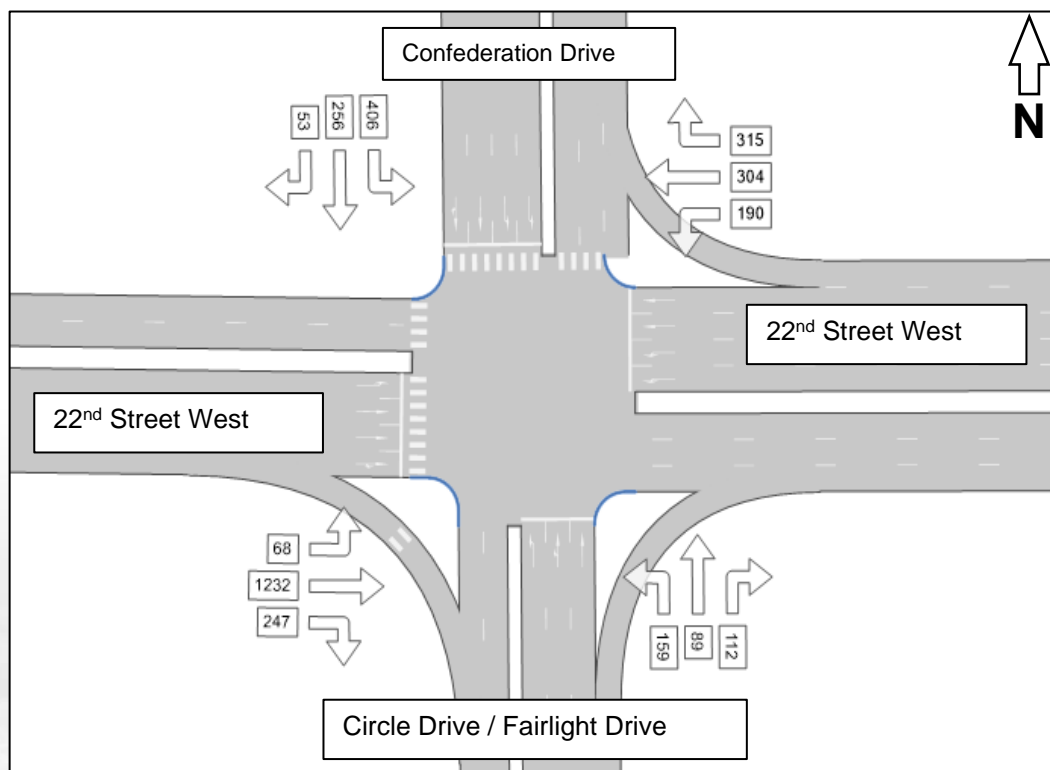 Confederation Drive
N
53
256
406
315
304
190
22nd Street West
22nd Street West
68
1232
247
159
89
112
Circle Drive / Fairlight Drive